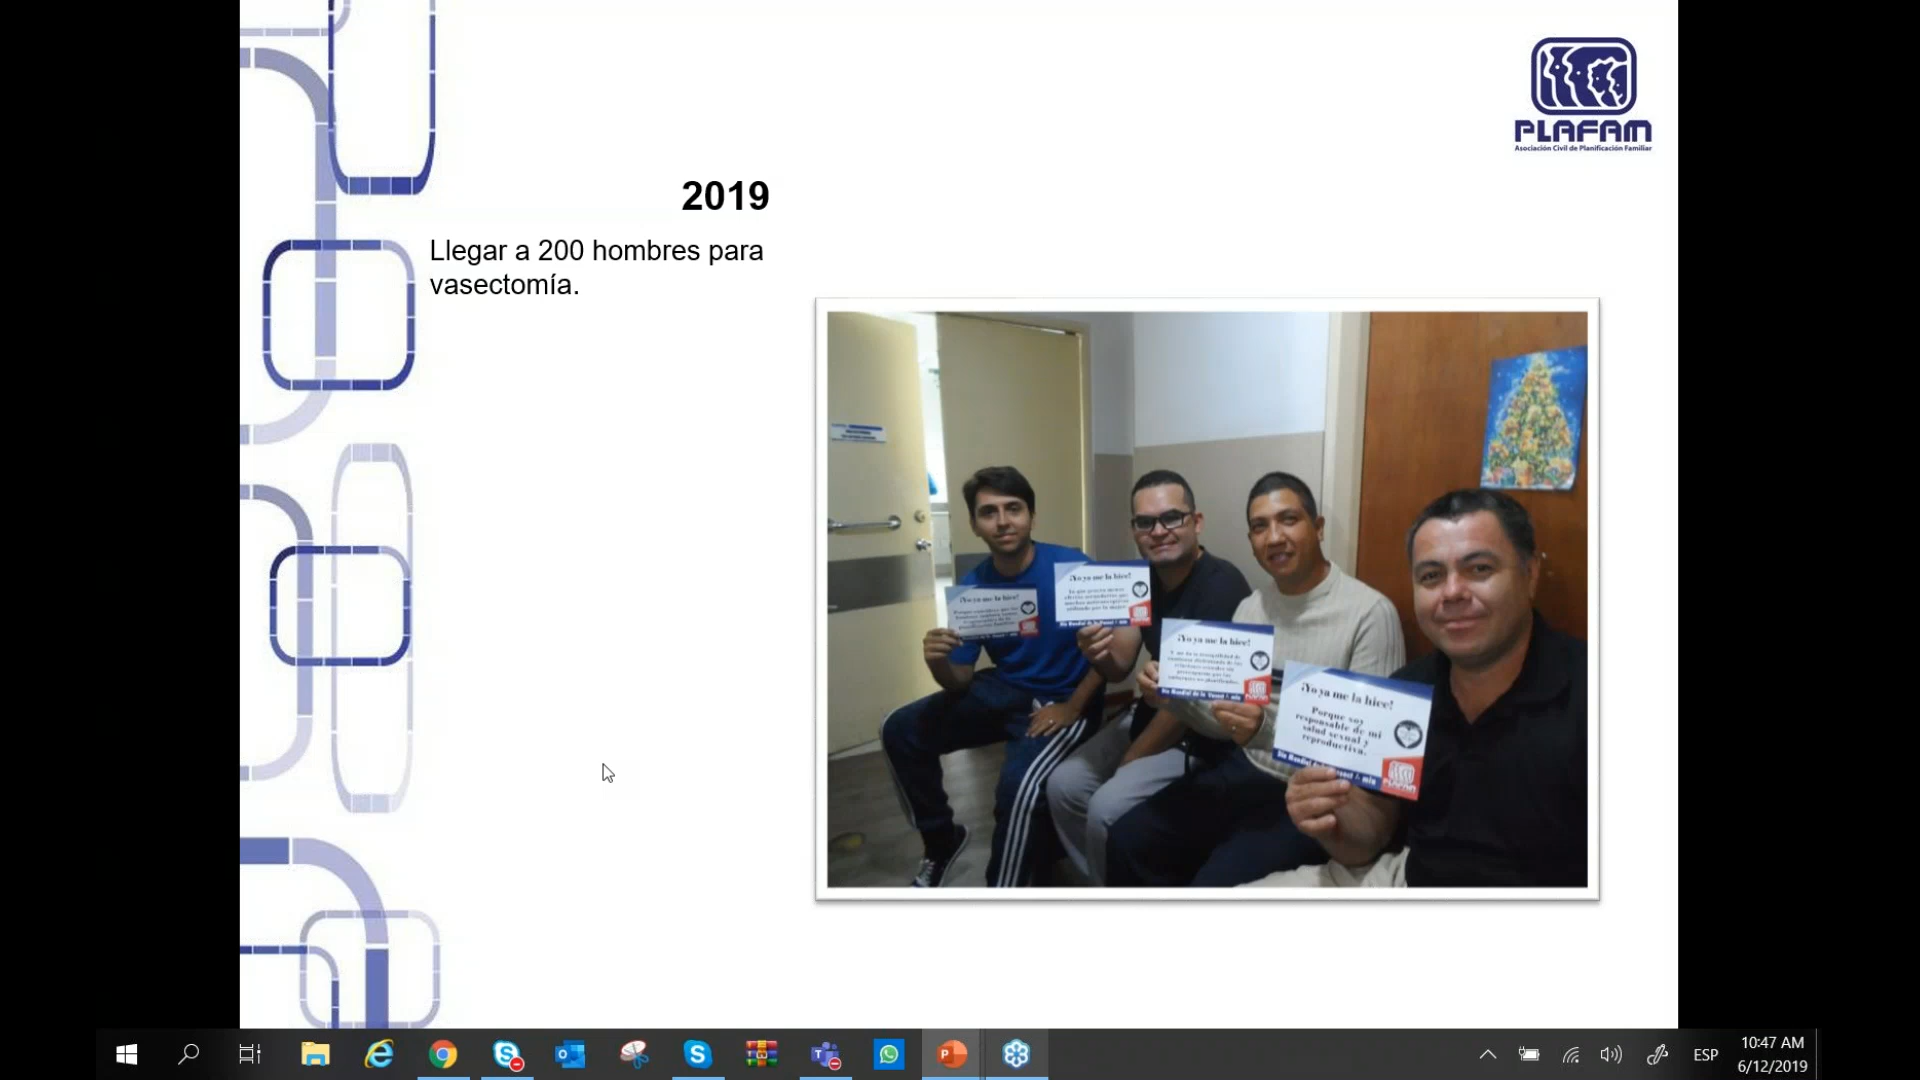 PLAFAM
Asociación Civil de Planificación Familiar
2019
Llegar a 200 hombres para
vasectomía.
¡Yo ya me la hice!
¡Yo ya me la hice!
¡Yo ya me la hice!
¡Yo ya me la hice!
Porque soy
responsable de mi
salud sexual y
reproductiva.
PLAFAM
ESP
10:47 AM
6/12/2019